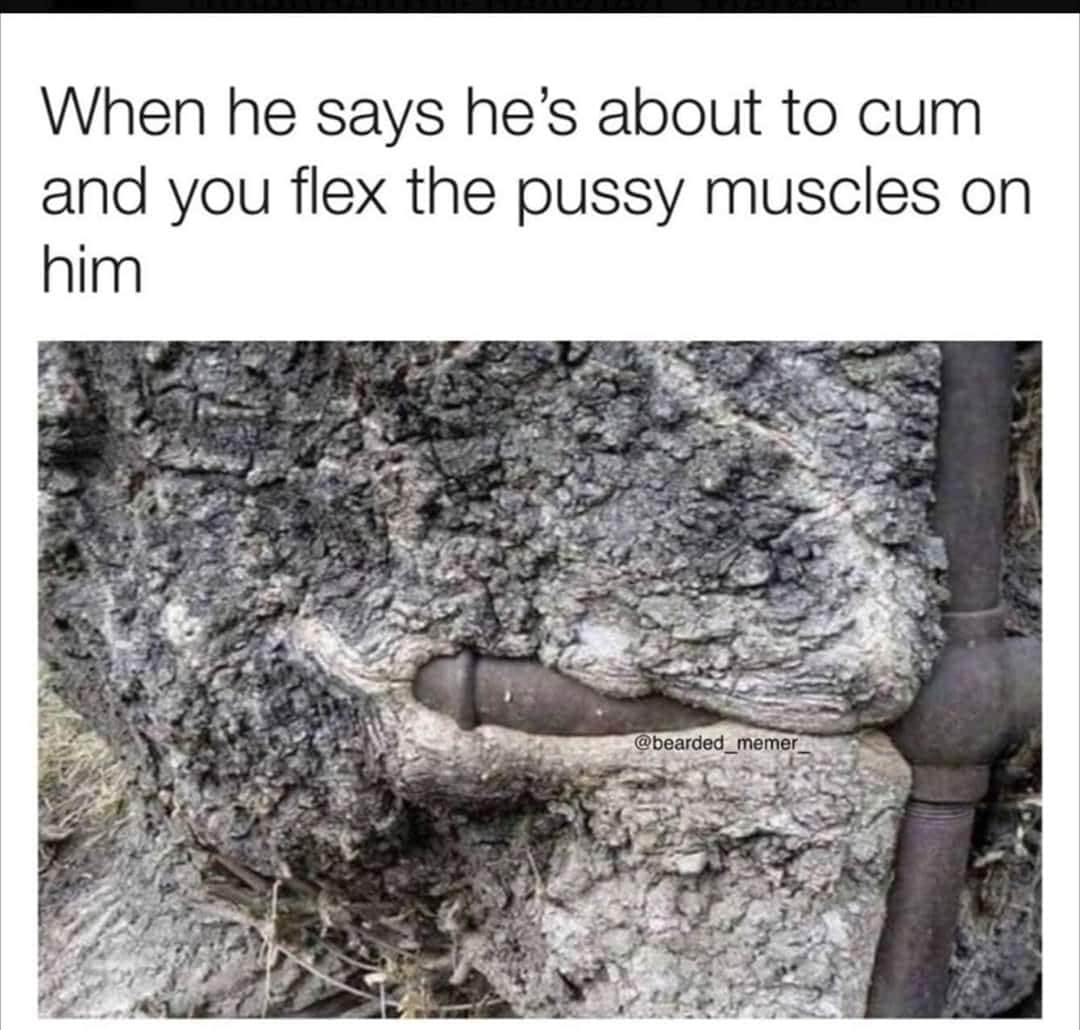 When he says he’s about to cum
and you flex the pussy muscles on
him
@bearded_memer_